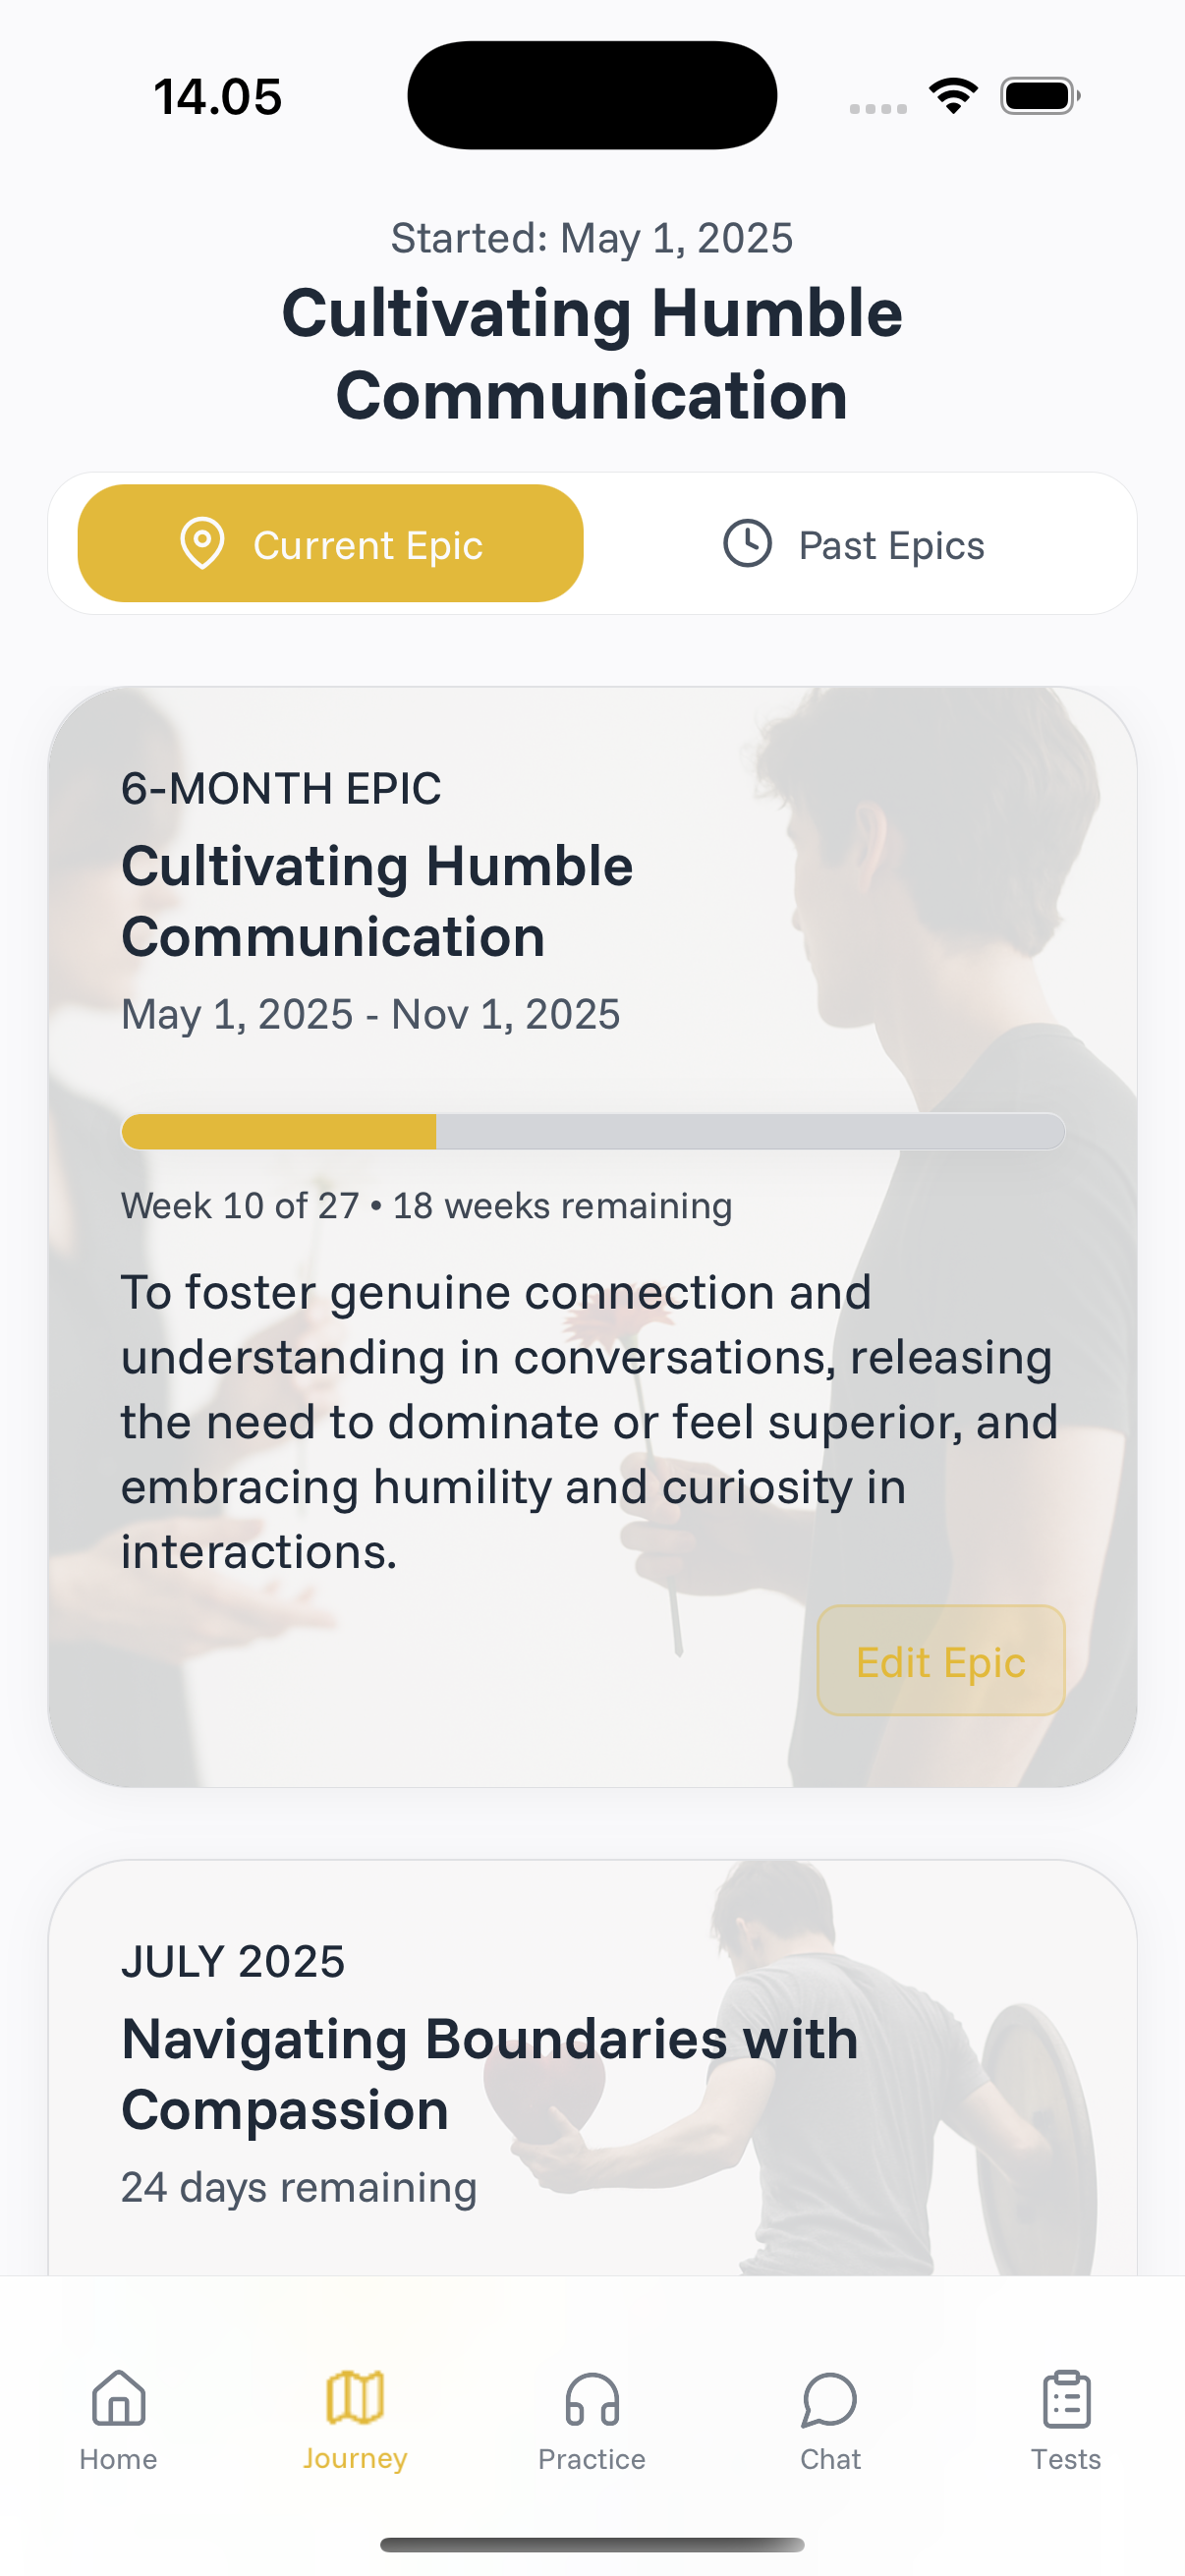 14.05
Started: May 1, 2025
Cultivating Humble
Communication
Current Epic
Past Epics
6-MONTH EPIC
Cultivating Humble
Communication
May 1, 2025 - Nov 1, 2025
Week 10 of 27 • 18 weeks remaining
To foster genuine connection and
understanding in conversations, releasing
the need to dominate or feel superior, and
embracing humility and curiosity in
interactions.
Edit Epic
JULY 2025
Navigating Boundaries with
Compassion
24 days remaining
Home
Journey
Practice
Chat
Tests